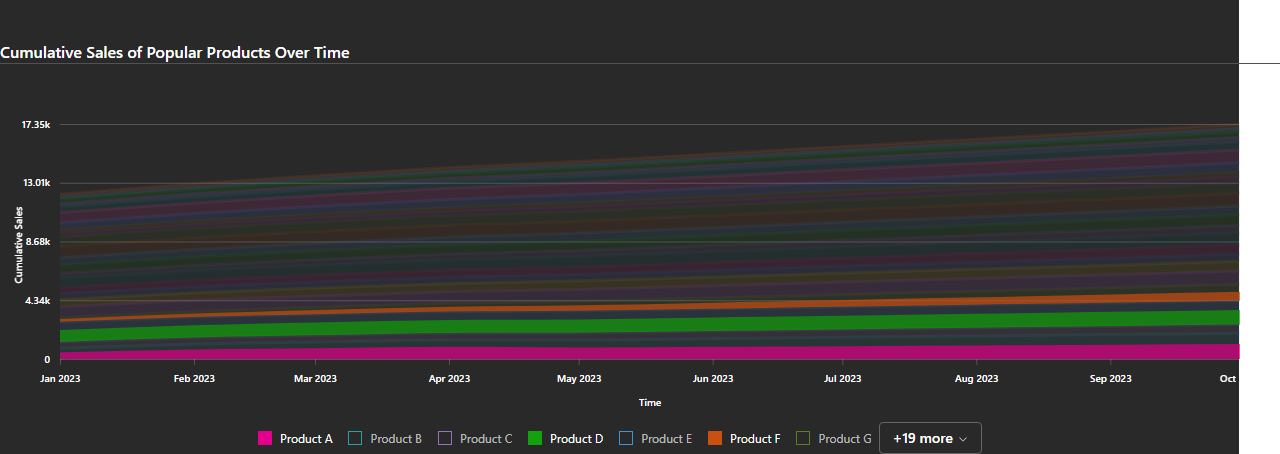 Cumulative Sales of Popular Products Over Time
17.35k
13.01k
8.68k
4.34k
0
Cumulative Sales
Jan 2023 Feb 2023 Mar 2023 Apr 2023 May 2023 Jun 2023 Jul 2023 Aug 2023 Sep 2023 Oct
Time
Product A Product B Product C Product D Product E Product F Product G +19 more